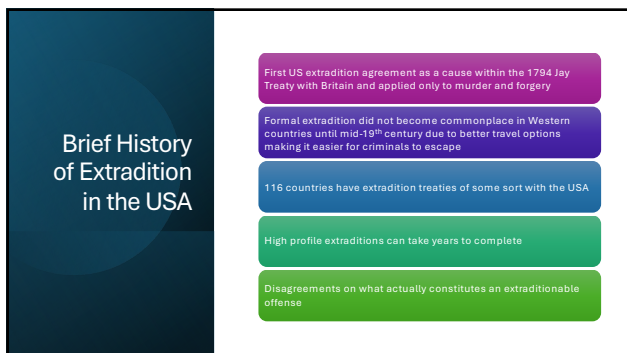 Brief History
of Extradition
in the USA
First US extradition agreement as a cause within the 1794 Jay
Treaty with Britain and applied only to murder and forgery
Formal extradition did not become commonplace in Western
countries until mid-19th century due to better travel options
making it easier for criminals to escape
116 countries have extradition treaties of some sort with the USA
High profile extraditions can take years to complete
Disagreements on what actually constitutes an extraditionable
offense